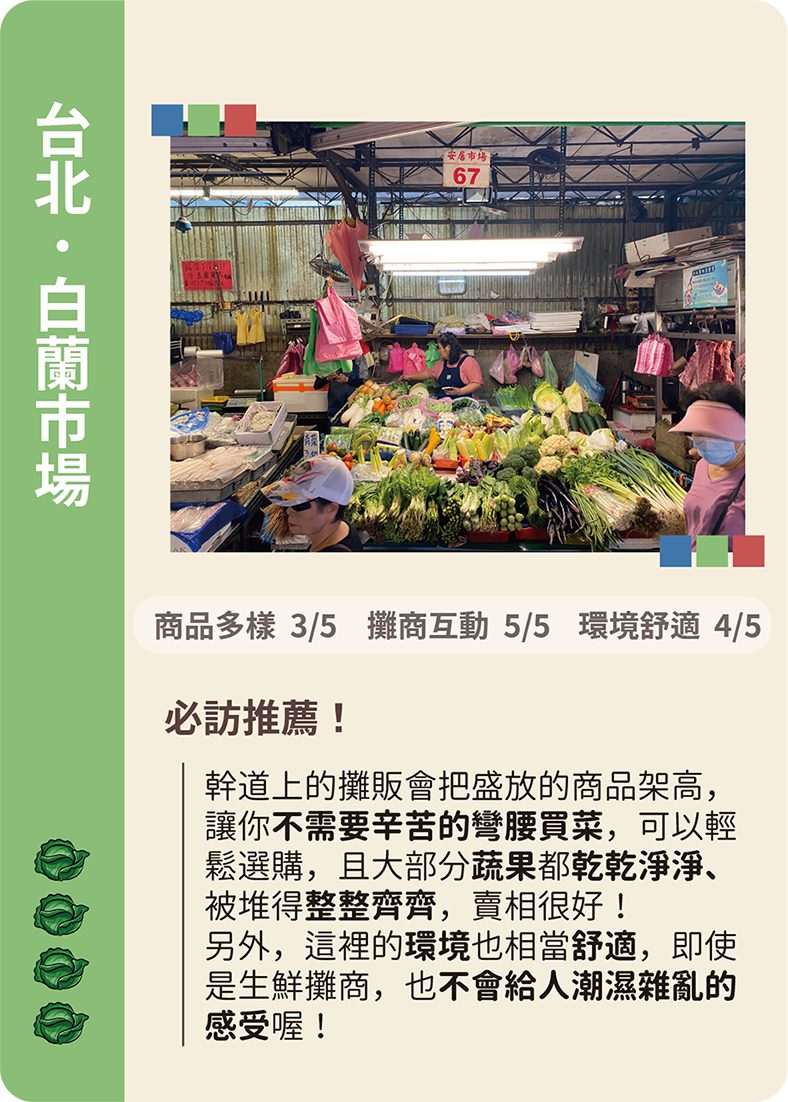 台北・白蘭市場
安居市場
67
商品多樣 3/5 攤商互動 5/5 環境舒適 4/5
必訪推薦！
幹道上的攤販會把盛放的商品架高，
讓你不需要辛苦的彎腰買菜，可以輕
鬆選購，且大部分蔬果都乾乾淨淨、
被堆得整整齊齊，賣相很好！
另外，這裡的環境也相當舒適，即使
是生鮮攤商，也不會給人潮濕雜亂的
感受喔！